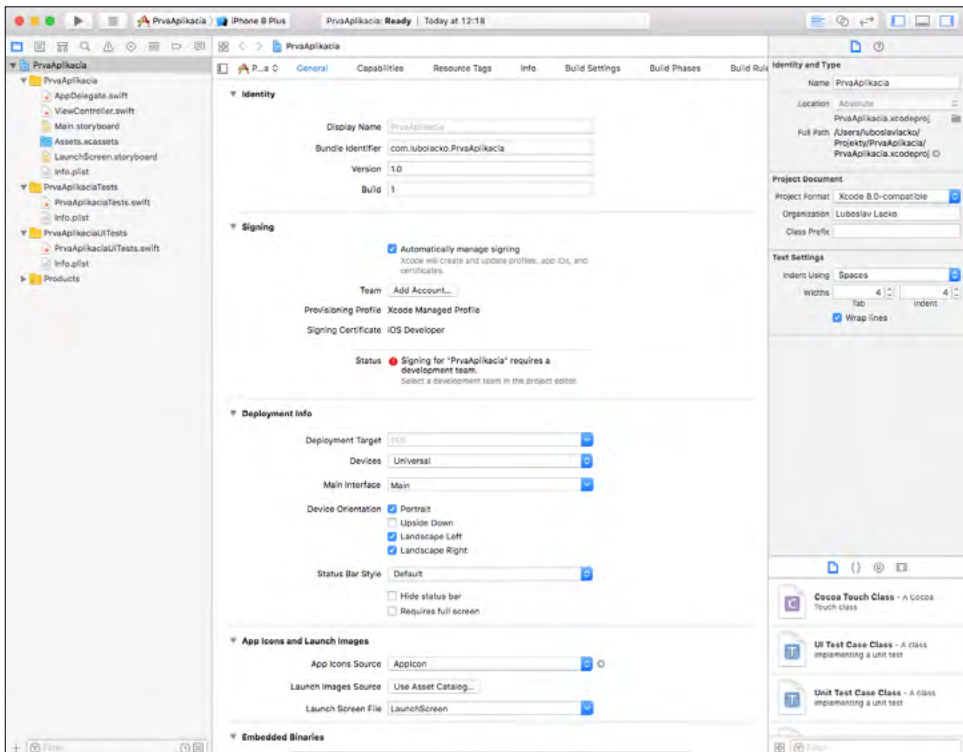 PrvaAplikacia
iPhone 8 Plus
PrvaAplikacia: Ready | Today at 12:18
PrvaAplikacia
PrvaAplikacia
AppDelegate.swift
ViewController.swift
Main.storyboard
Assets.xcassets
LaunchScreen.storyboard
Info.plist
PrvaAplikaciaTests
PrvaAplikaciaTests.swift
Info.plist
PrvaAplikaciaUITests
PrvaAplikaciaUITests.swift
Info.plist
Products
Filter
PrvaAplikacia
P...a General Capabilities Resource Tags Info Build Settings Build Phases Build Rule
Identity
Display Name PrvaAplikacia
Bundle Identifier com.lubolacko.PrvaAplikacia
Version 1.0
Build 1
Signing
Automatically manage signing
Xcode will create and update profiles, app IDs, and
certificates.
Team Add Account...
Provisioning Profile Xcode Managed Profile
Signing Certificate iOS Developer
Status Signing for "PrvaAplikacia" requires a
development team.
Select a development team in the project editor.
Deployment Info
Deployment Target 11.0
Devices Universal
Main Interface Main
Device Orientation Portrait
Upside Down
Landscape Left
Landscape Right
Status Bar Style Default
Hide status bar
Requires full screen
App Icons and Launch Images
App Icons Source AppIcon
Launch Images Source Use Asset Catalog...
Launch Screen File LaunchScreen
Embedded Binaries
Identity and Type
Name PrvaAplikacia
Location Absolute
PrvaAplikacia.xcodeproj
Full Path /Users/luboslavlacko/
Projekty/PrvaAplikacia/
PrvaAplikacia.xcodeproj
Project Document
Project Format Xcode 8.0-compatible
Organization Luboslav Lacko
Class Prefix
Text Settings
Indent Using Spaces
Widths 4 4
Tab Indent
Wrap lines
C Cocoa Touch Class - A Cocoa
Touch class
T UI Test Case Class - A class
implementing a unit test
T Unit Test Case Class - A class
implementing a unit test
Filter